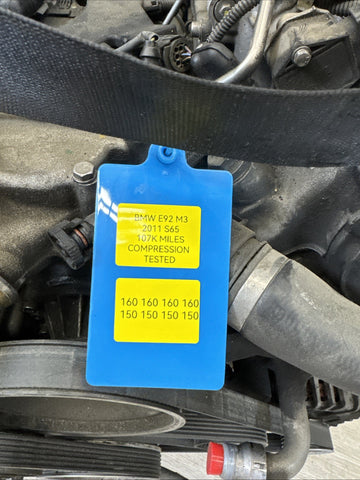 BMW E92 M3
2011 S65
107K MILES
COMPRESSION
TESTED
160 160 160 160
150 150 150 150